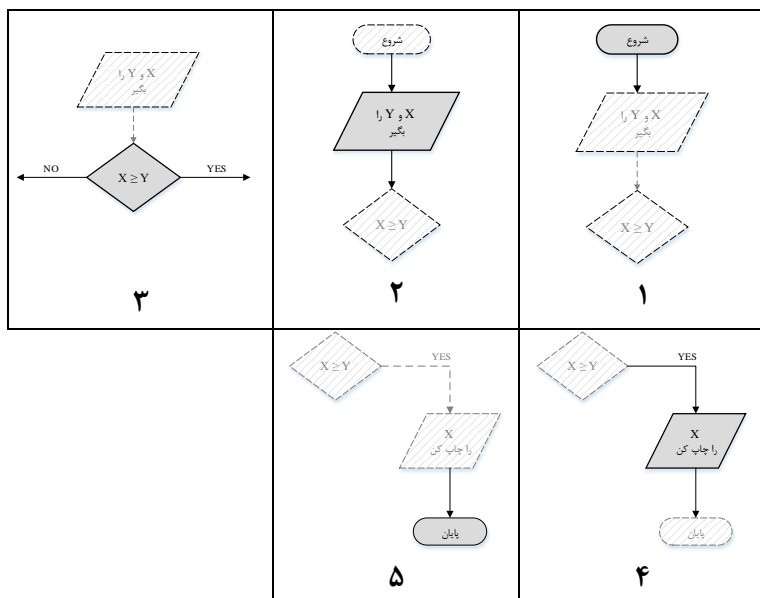 شروع
X و Y را
بگیر
X ≥ Y
۱
شروع
X و Y را
بگیر
X ≥ Y
۲
X و Y را
بگیر
NO
X ≥ Y
YES
۳
X ≥ Y
YES
X
را چاپ کن
پایان
۴
X ≥ Y
YES
X
را چاپ کن
پایان
۵